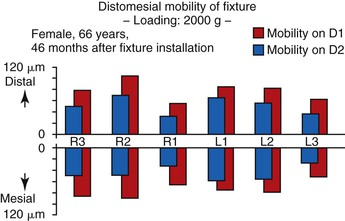 Distomesial mobility of fixture
– Loading: 2000 g –
Female, 66 years,
46 months after fixture installation
Mobility on D1
Mobility on D2
120 μm
Distal
0
R3 R2 R1 L1 L2 L3
0
Mesial
120 μm